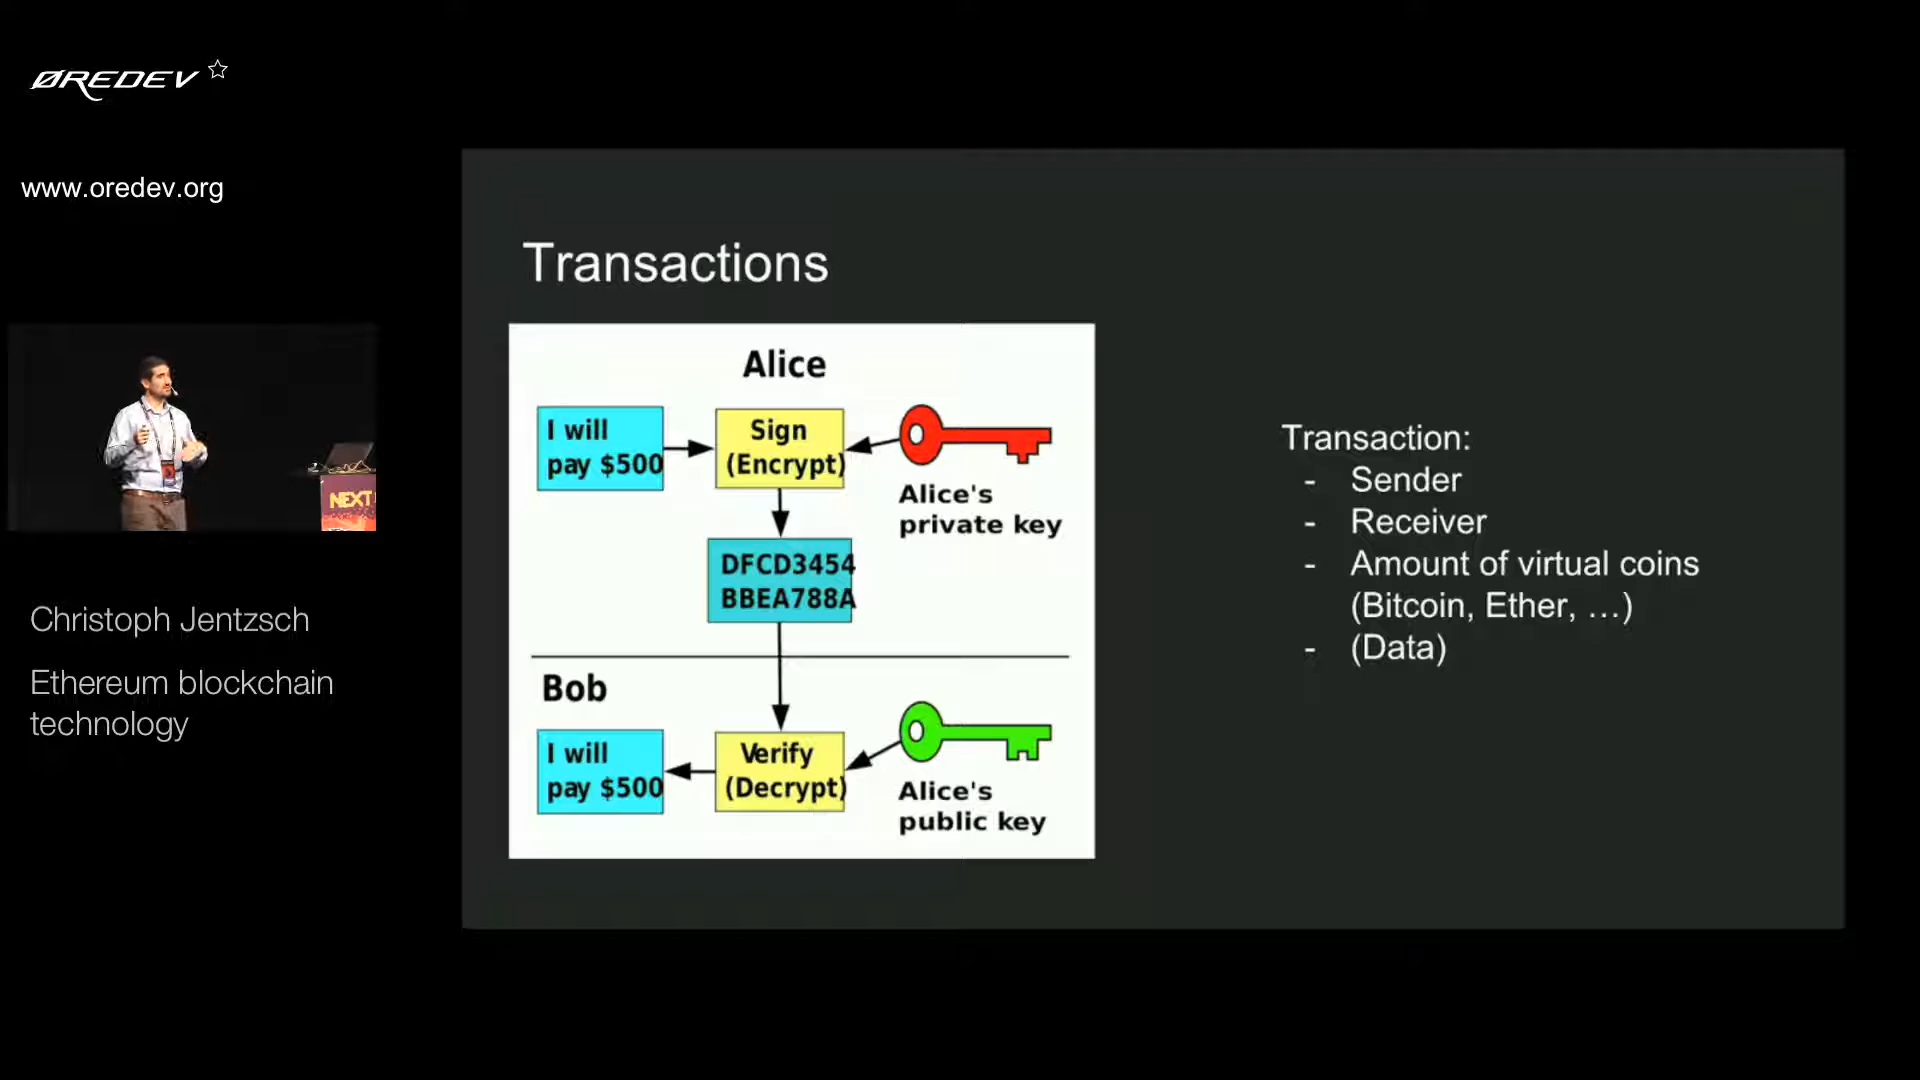 ØREDEV
www.oredev.org
NEXT
Christoph Jentzsch
Ethereum blockchain
technology
Transactions
Alice
I will
pay $500
Sign
(Encrypt)
Alice's
private key
DFCD3454
BBEA788A
Bob
I will
pay $500
Verify
(Decrypt)
Alice's
public key
Transaction:
- Sender
- Receiver
- Amount of virtual coins
(Bitcoin, Ether, …)
- (Data)